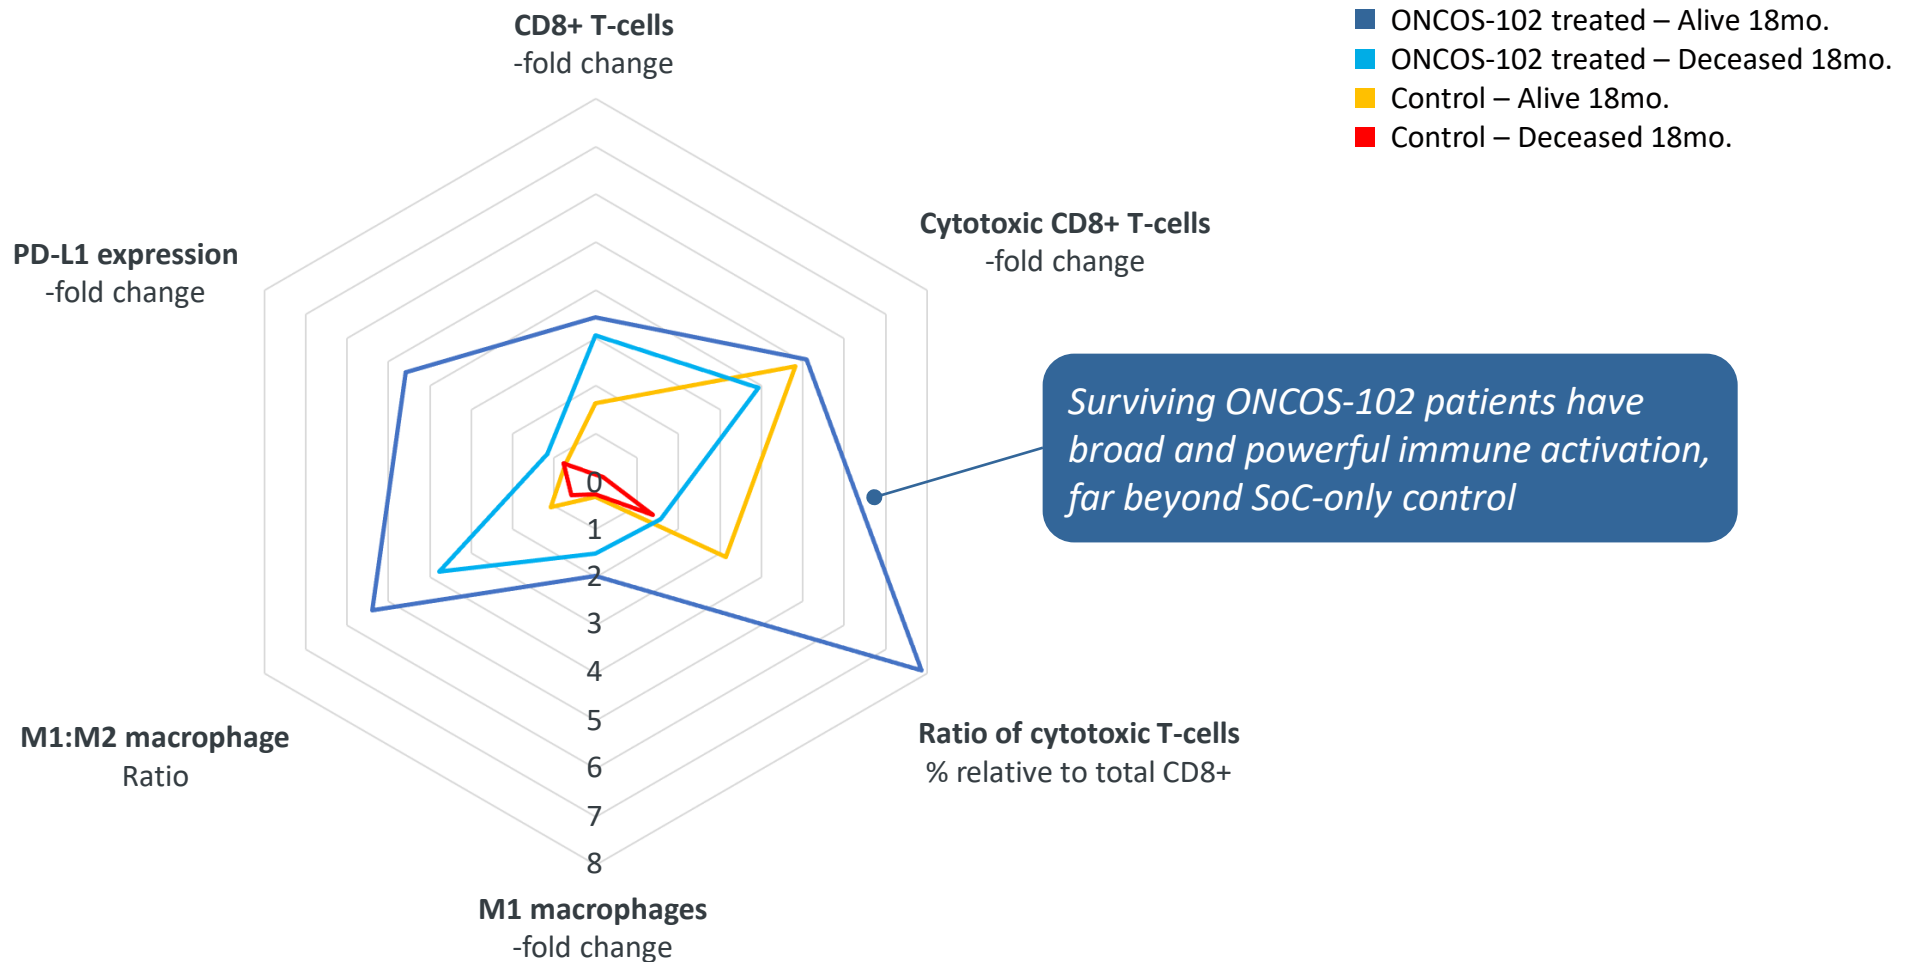 CD8+ T-cells
-fold change
ONCOS-102 treated – Alive 18mo.
ONCOS-102 treated – Deceased 18mo.
Control – Alive 18mo.
Control – Deceased 18mo.
Cytotoxic CD8+ T-cells
-fold change
PD-L1 expression
-fold change
Surviving ONCOS-102 patients have
broad and powerful immune activation,
far beyond SoC-only control
0
1
2
3
4
5
6
7
8
Ratio of cytotoxic T-cells
% relative to total CD8+
M1:M2 macrophage
Ratio
M1 macrophages
-fold change